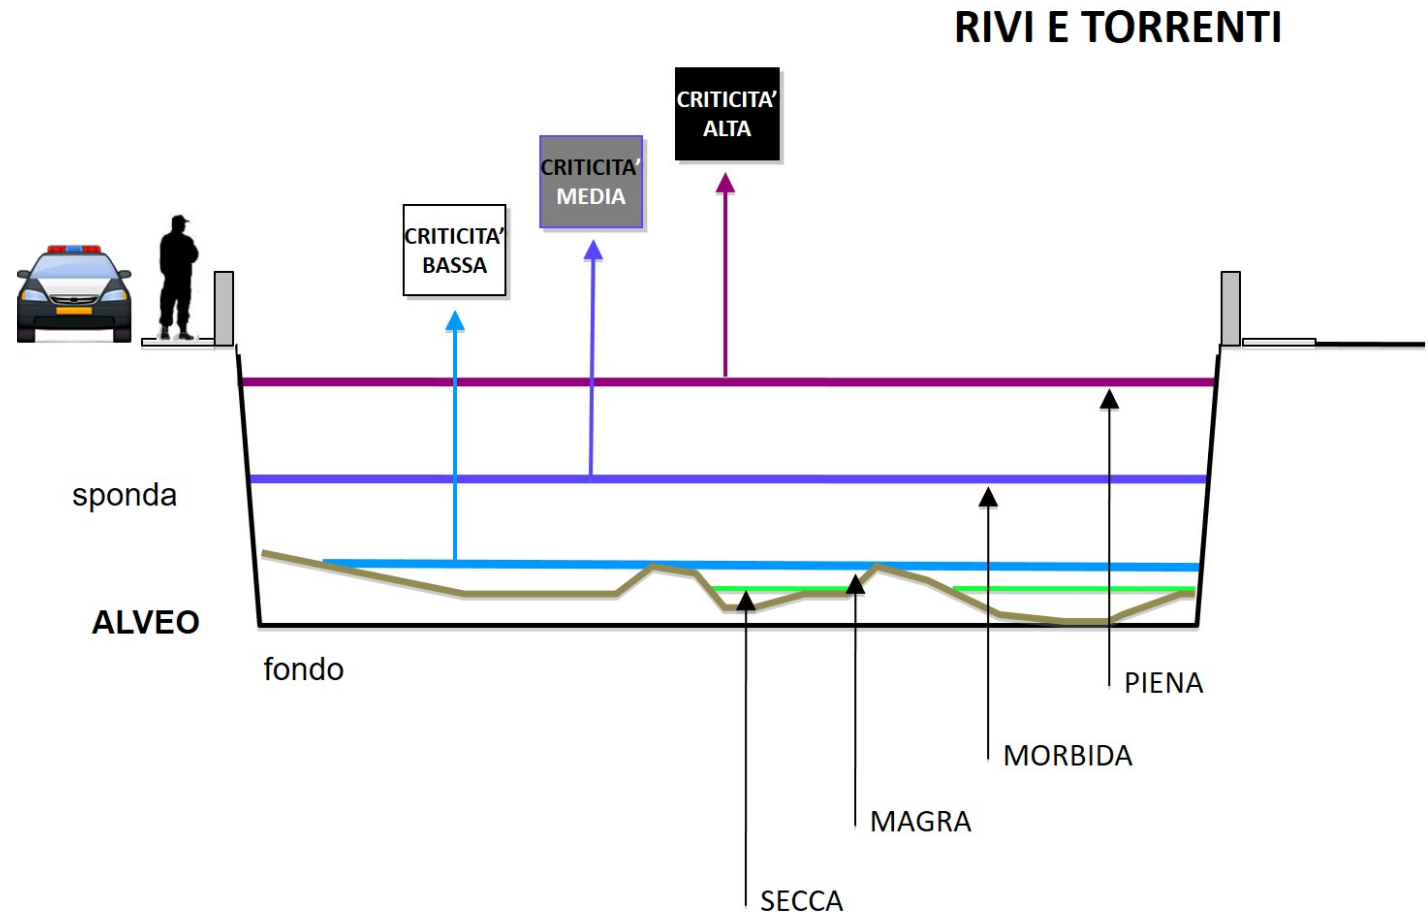 RIVI E TORRENTI
CRITICITA’
ALTA
CRITICITA’
MEDIA
CRITICITA’
BASSA
sponda
ALVEO
fondo
PIENA
MORBIDA
MAGRA
SECCA